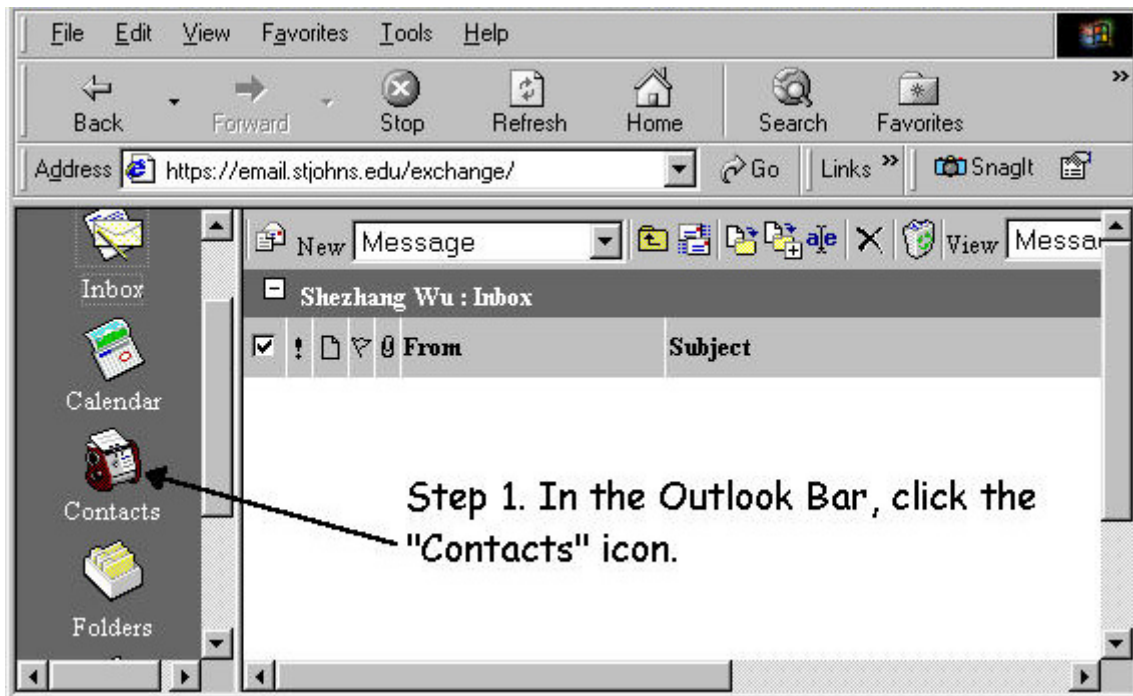 File Edit View Favorites Tools Help
Back Forward Stop Refresh Home Search Favorites »
Address https://email.stjohns.edu/exchange/ Go Links » SnagIt
New Message View Messa
Inbox
Shezhang Wu : Inbox
! From Subject
Calendar
Contacts
Step 1. In the Outlook Bar, click the
"Contacts" icon.
Folders